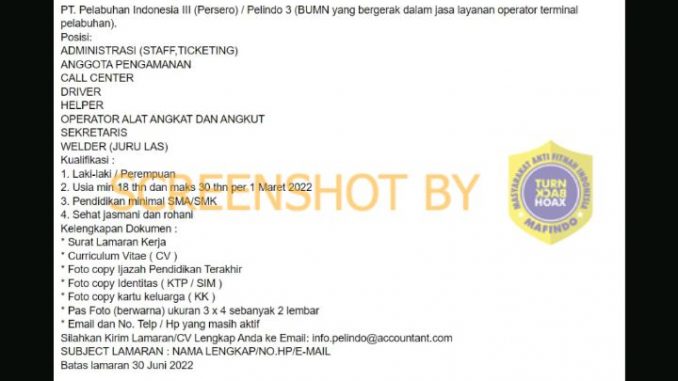 PT. Pelabuhan Indonesia III (Persero) / Pelindo 3 (BUMN yang bergerak dalam jasa layanan operator terminal
pelabuhan).
Posisi:
ADMINISTRASI (STAFF,TICKETING)
ANGGOTA PENGAMANAN
CALL CENTER
DRIVER
HELPER
OPERATOR ALAT ANGKAT DAN ANGKUT
SEKRETARIS
WELDER (JURU LAS)
Kualifikasi :
1. Laki-laki / Perempuan
2. Usia min 18 thn dan maks 30 thn per 1 Maret 2022
3. Pendidikan minimal SMA/SMK
4. Sehat jasmani dan rohani
Kelengkapan Dokumen :
* Surat Lamaran Kerja
* Curriculum Vitae ( CV )
* Foto copy Ijazah Pendidikan Terakhir
* Foto copy Identitas ( KTP / SIM )
* Foto copy kartu keluarga ( KK )
* Pas Foto (berwarna) ukuran 3 x 4 sebanyak 2 lembar
* Email dan No. Telp / Hp yang masih aktif
Silahkan Kirim Lamaran/CV Lengkap Anda ke Email: info.pelindo@accountant.com
SUBJECT LAMARAN : NAMA LENGKAP/NO.HP/E-MAIL
Batas lamaran 30 Juni 2022
SCREENSHOT BY
MASYARAKAT ANTI FITNAH INDONESIA
TURN
BACK
HOAX
MAFINDO